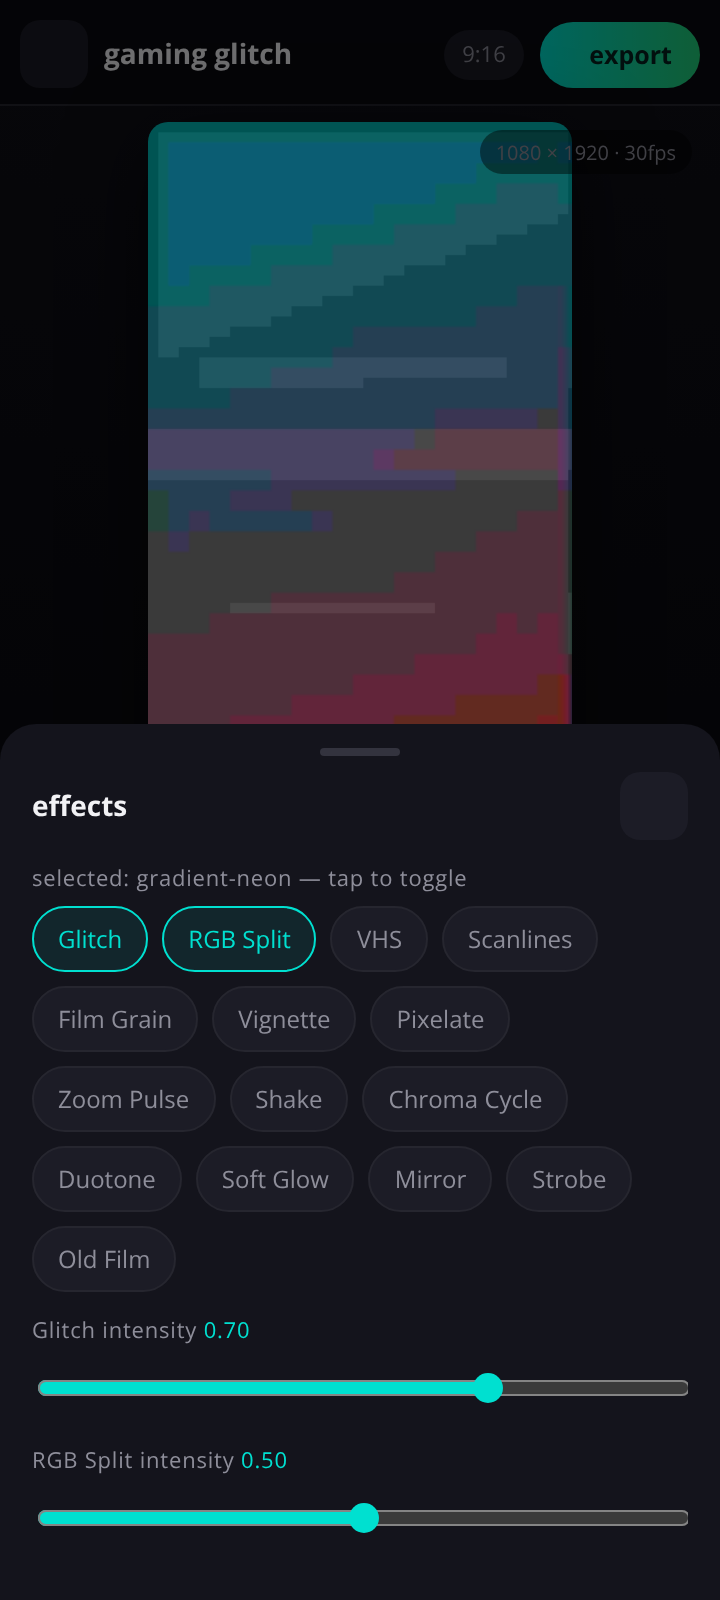 gaming glitch
9:16
export
1080 × 1920 · 30fps
effects
selected: gradient-neon — tap to toggle
Glitch
RGB Split
VHS
Scanlines
Film Grain
Vignette
Pixelate
Zoom Pulse
Shake
Chroma Cycle
Duotone
Soft Glow
Mirror
Strobe
Old Film
Glitch intensity 0.70
RGB Split intensity 0.50